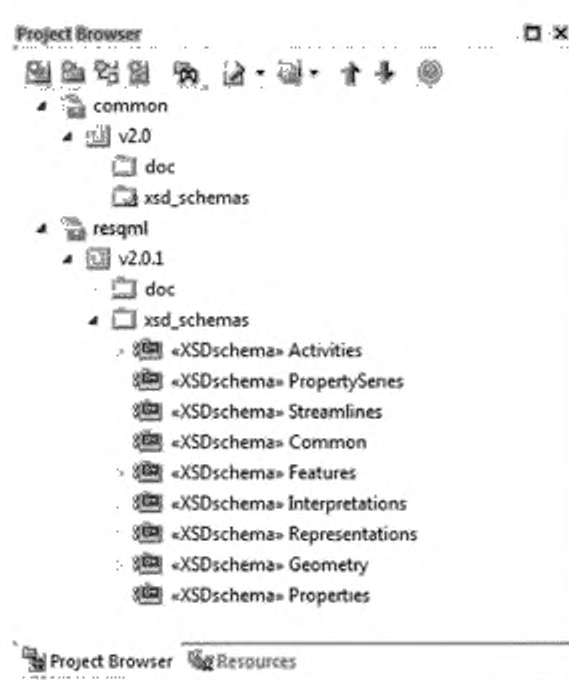 Project Browser
common
v2.0
doc
xsd_schemas
resqml
v2.0.1
doc
xsd_schemas
«XSDschema» Activities
«XSDschema» PropertySeries
«XSDschema» Streamlines
«XSDschema» Common
«XSDschema» Features
«XSDschema» Interpretations
«XSDschema» Representations
«XSDschema» Geometry
«XSDschema» Properties
Project Browser Resources